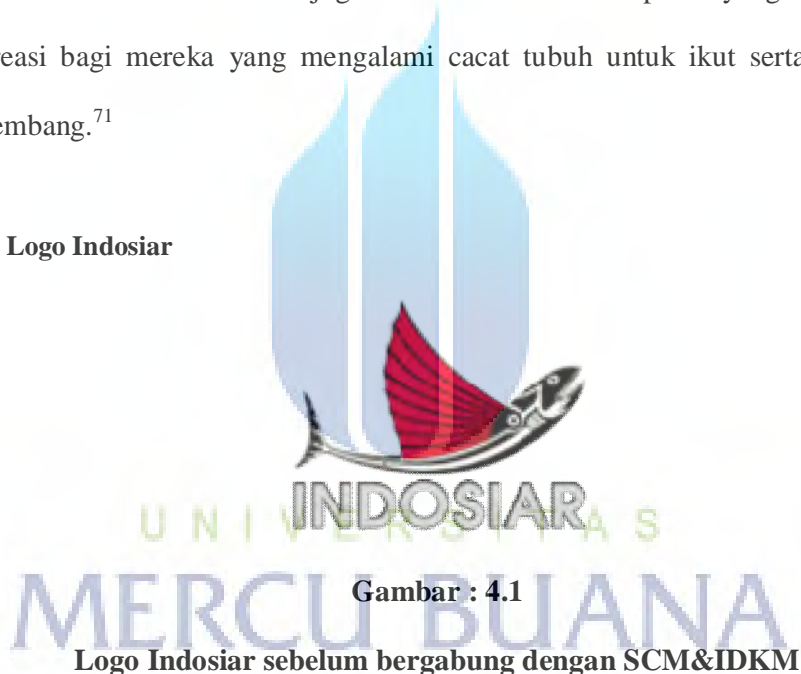 reasi bagi mereka yang mengalami cacat tubuh untuk ikut serta
embang.71
Logo Indosiar
INDOSIAR
UNIVERSITAS
Gambar : 4.1
MERCU BUANA
Logo Indosiar sebelum bergabung dengan SCM&IDKM